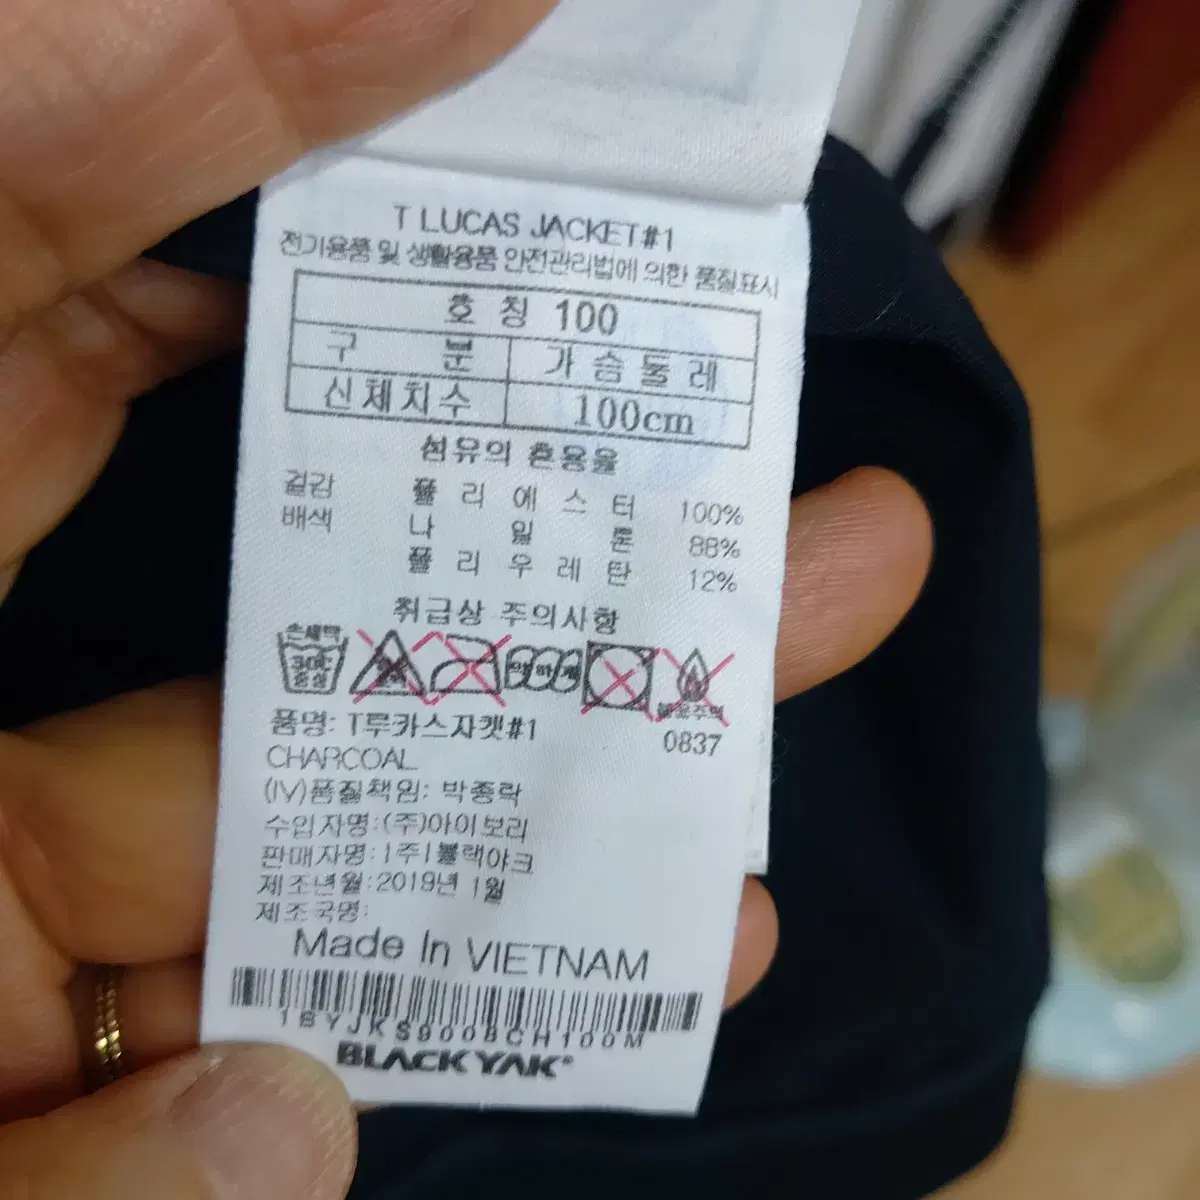 T LUCAS JACKET#1
전기용품 및 생활용품 안전관리법에 의한 품질표시
호 칭 100
구 분 가슴둘레
신체치수 100cm
섬유의 혼용율
겉감 폴리에스터 100%
배색 나일론 88%
폴리우레탄 12%
취급상 주의사항
손세탁
30℃
중성
약하게
0837
품명: T루카스자켓#1
CHARCOAL
(IV)품질책임: 박종락
수입자명:(주)아이보리
판매자명:(주)블랙야크
제조년월:2019년 1월
제조국명:
Made In VIETNAM
1BYJKS9008CH100M
BLACKYAK®